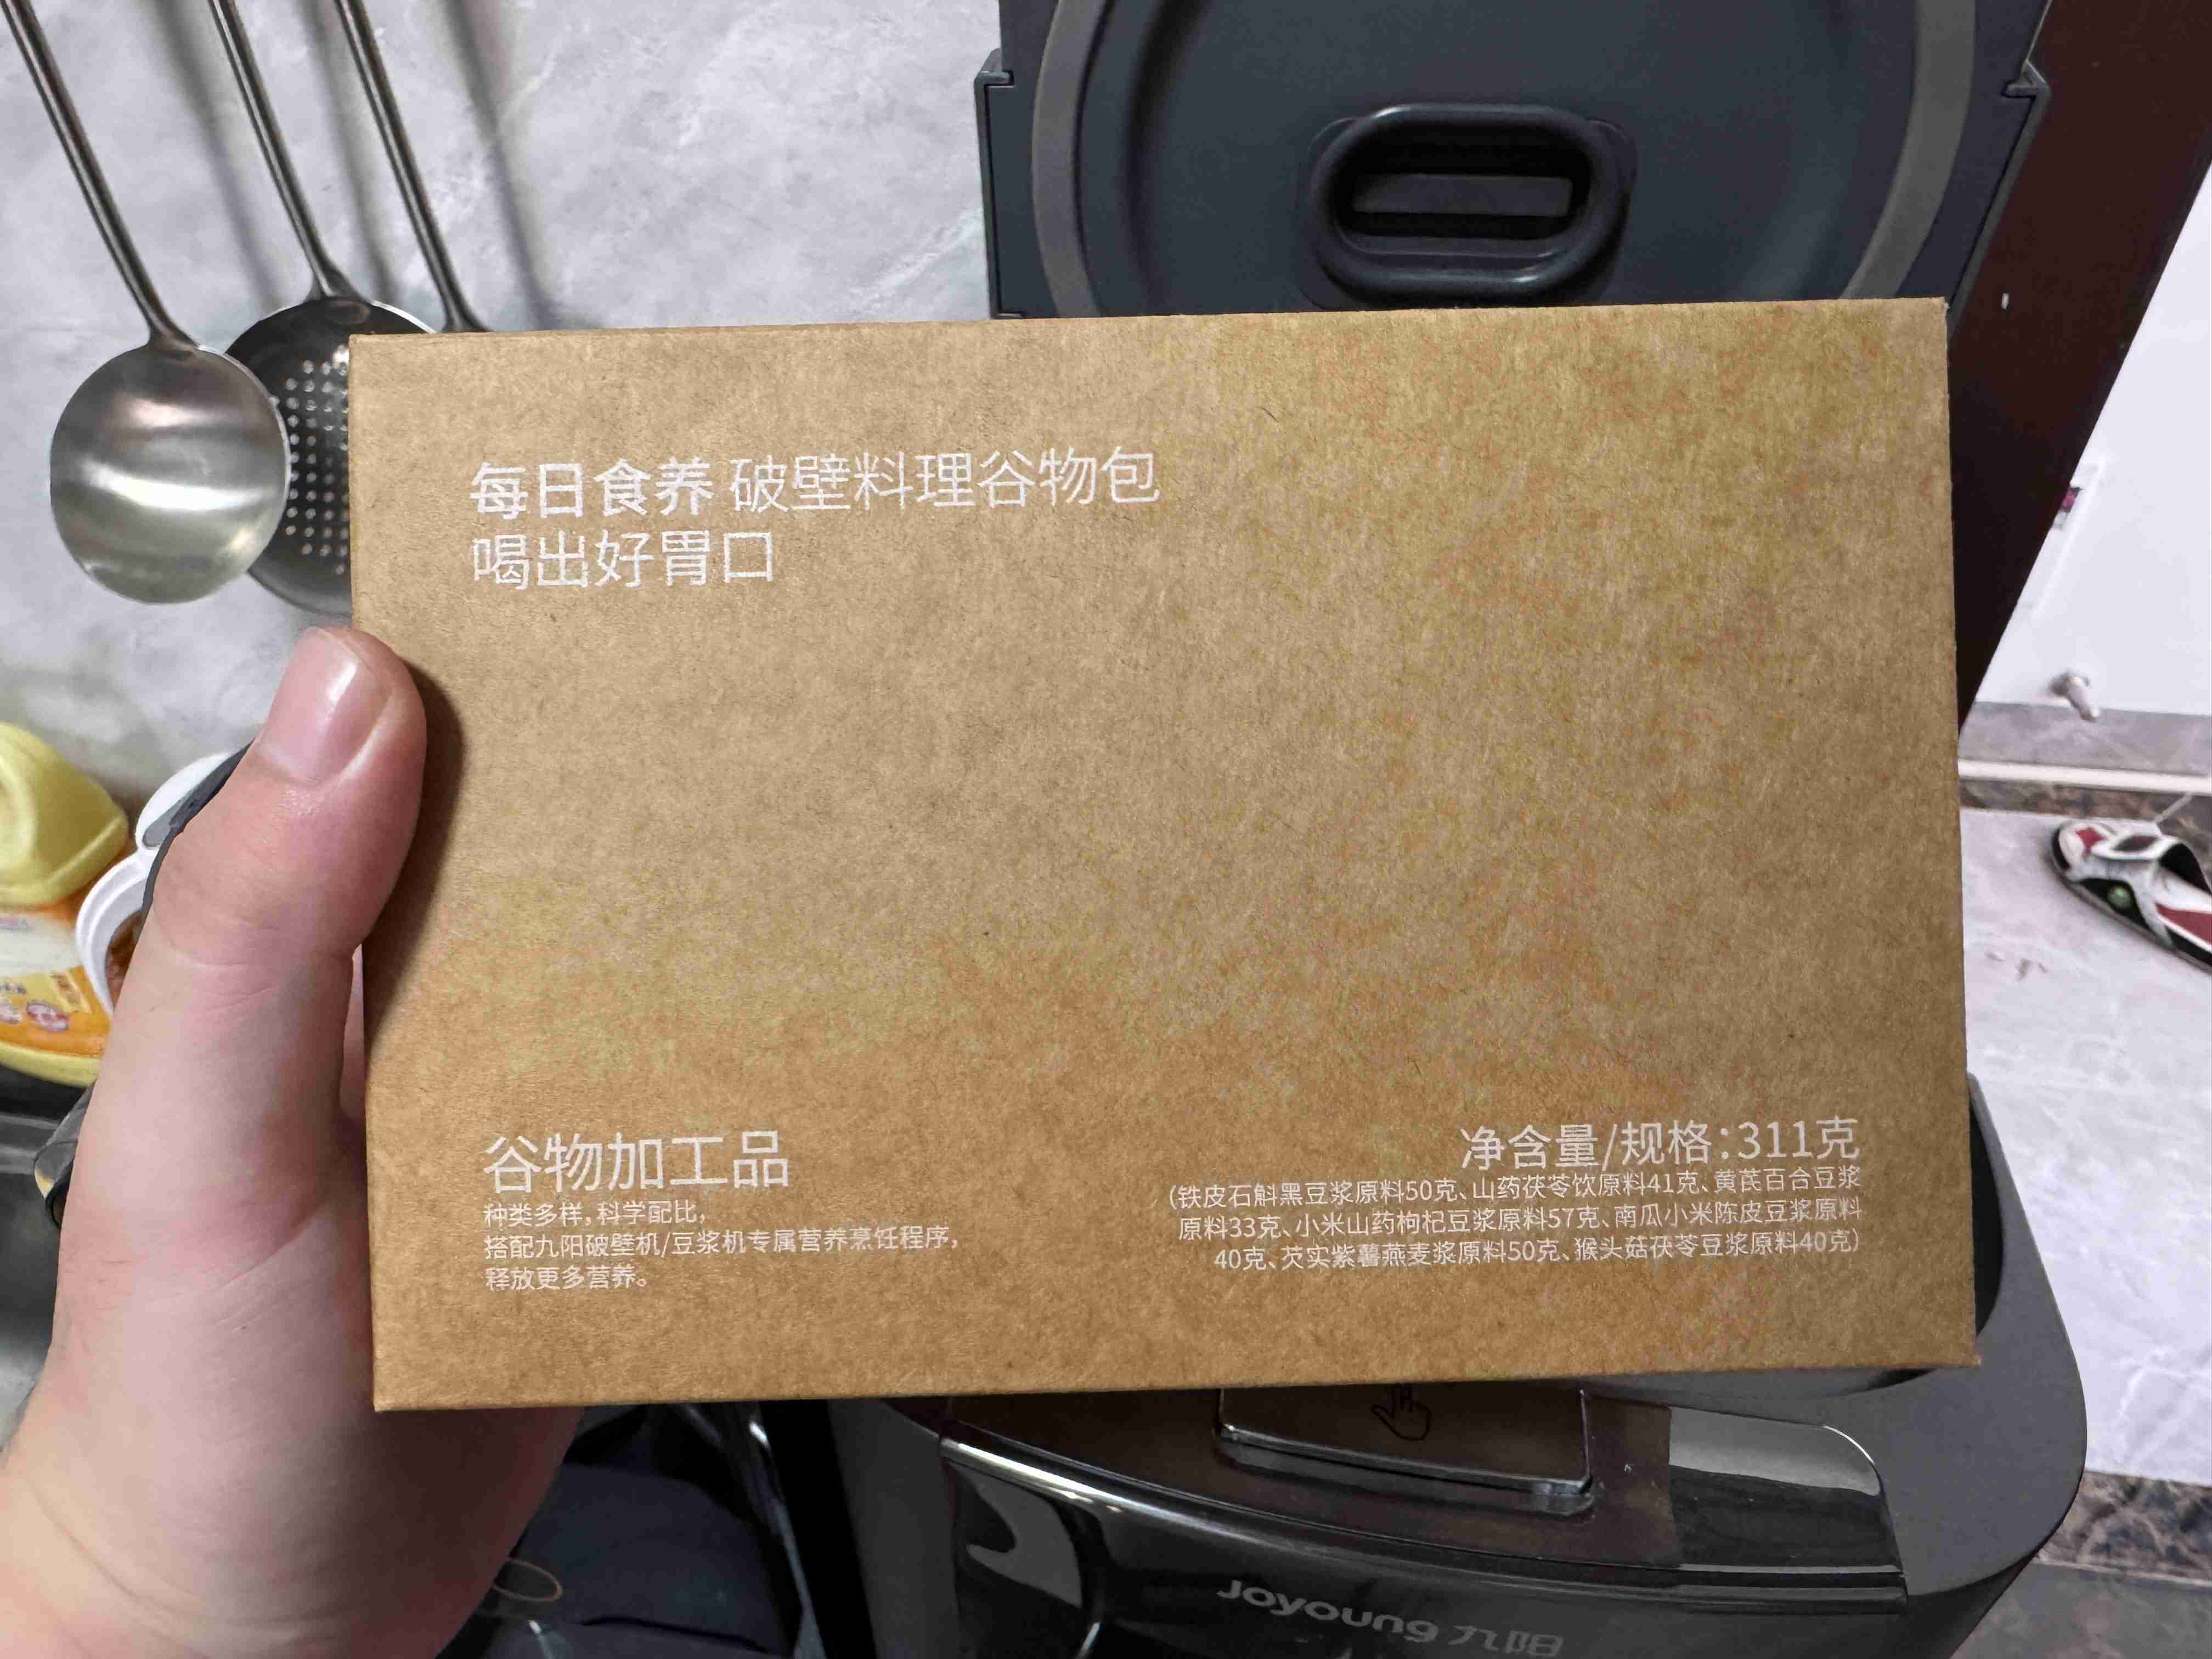 每日食养 破壁料理谷物包
喝出好胃口
谷物加工品
种类多样,科学配比,
搭配九阳破壁机/豆浆机专属营养烹饪程序,
释放更多营养。
净含量/规格:311克
(铁皮石斛黑豆浆原料50克、山药茯苓饮原料41克、黄芪百合豆浆
原料33克、小米山药枸杞豆浆原料57克、南瓜小米陈皮豆浆原料
40克、芡实紫薯燕麦浆原料50克、猴头菇茯苓豆浆原料40克)
Joyoung 九阳